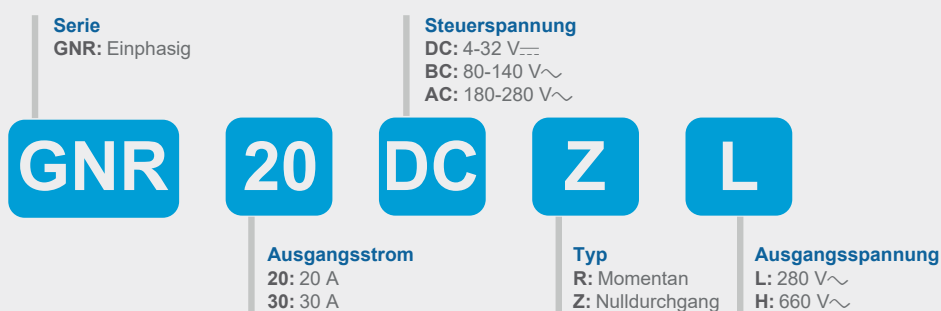 Serie
GNR: Einphasig
Steuerspannung
DC: 4-32 V⎓
BC: 80-140 V∿
AC: 180-280 V∿
GNR 20 DC Z L
Ausgangsstrom
20: 20 A
30: 30 A
Typ
R: Momentan
Z: Nulldurchgang
Ausgangsspannung
L: 280 V∿
H: 660 V∿